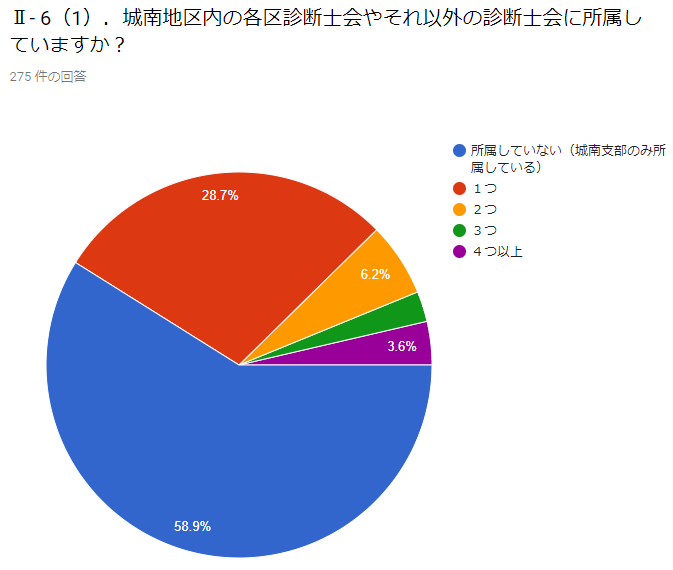 Ⅱ- 6（1）．城南地区内の各区診断士会やそれ以外の診断士会に所属し
ていますか？
275 件の回答
所属していない（城南支部のみ所
属している）
１つ
２つ
３つ
４つ以上
28.7%
6.2%
3.6%
58.9%